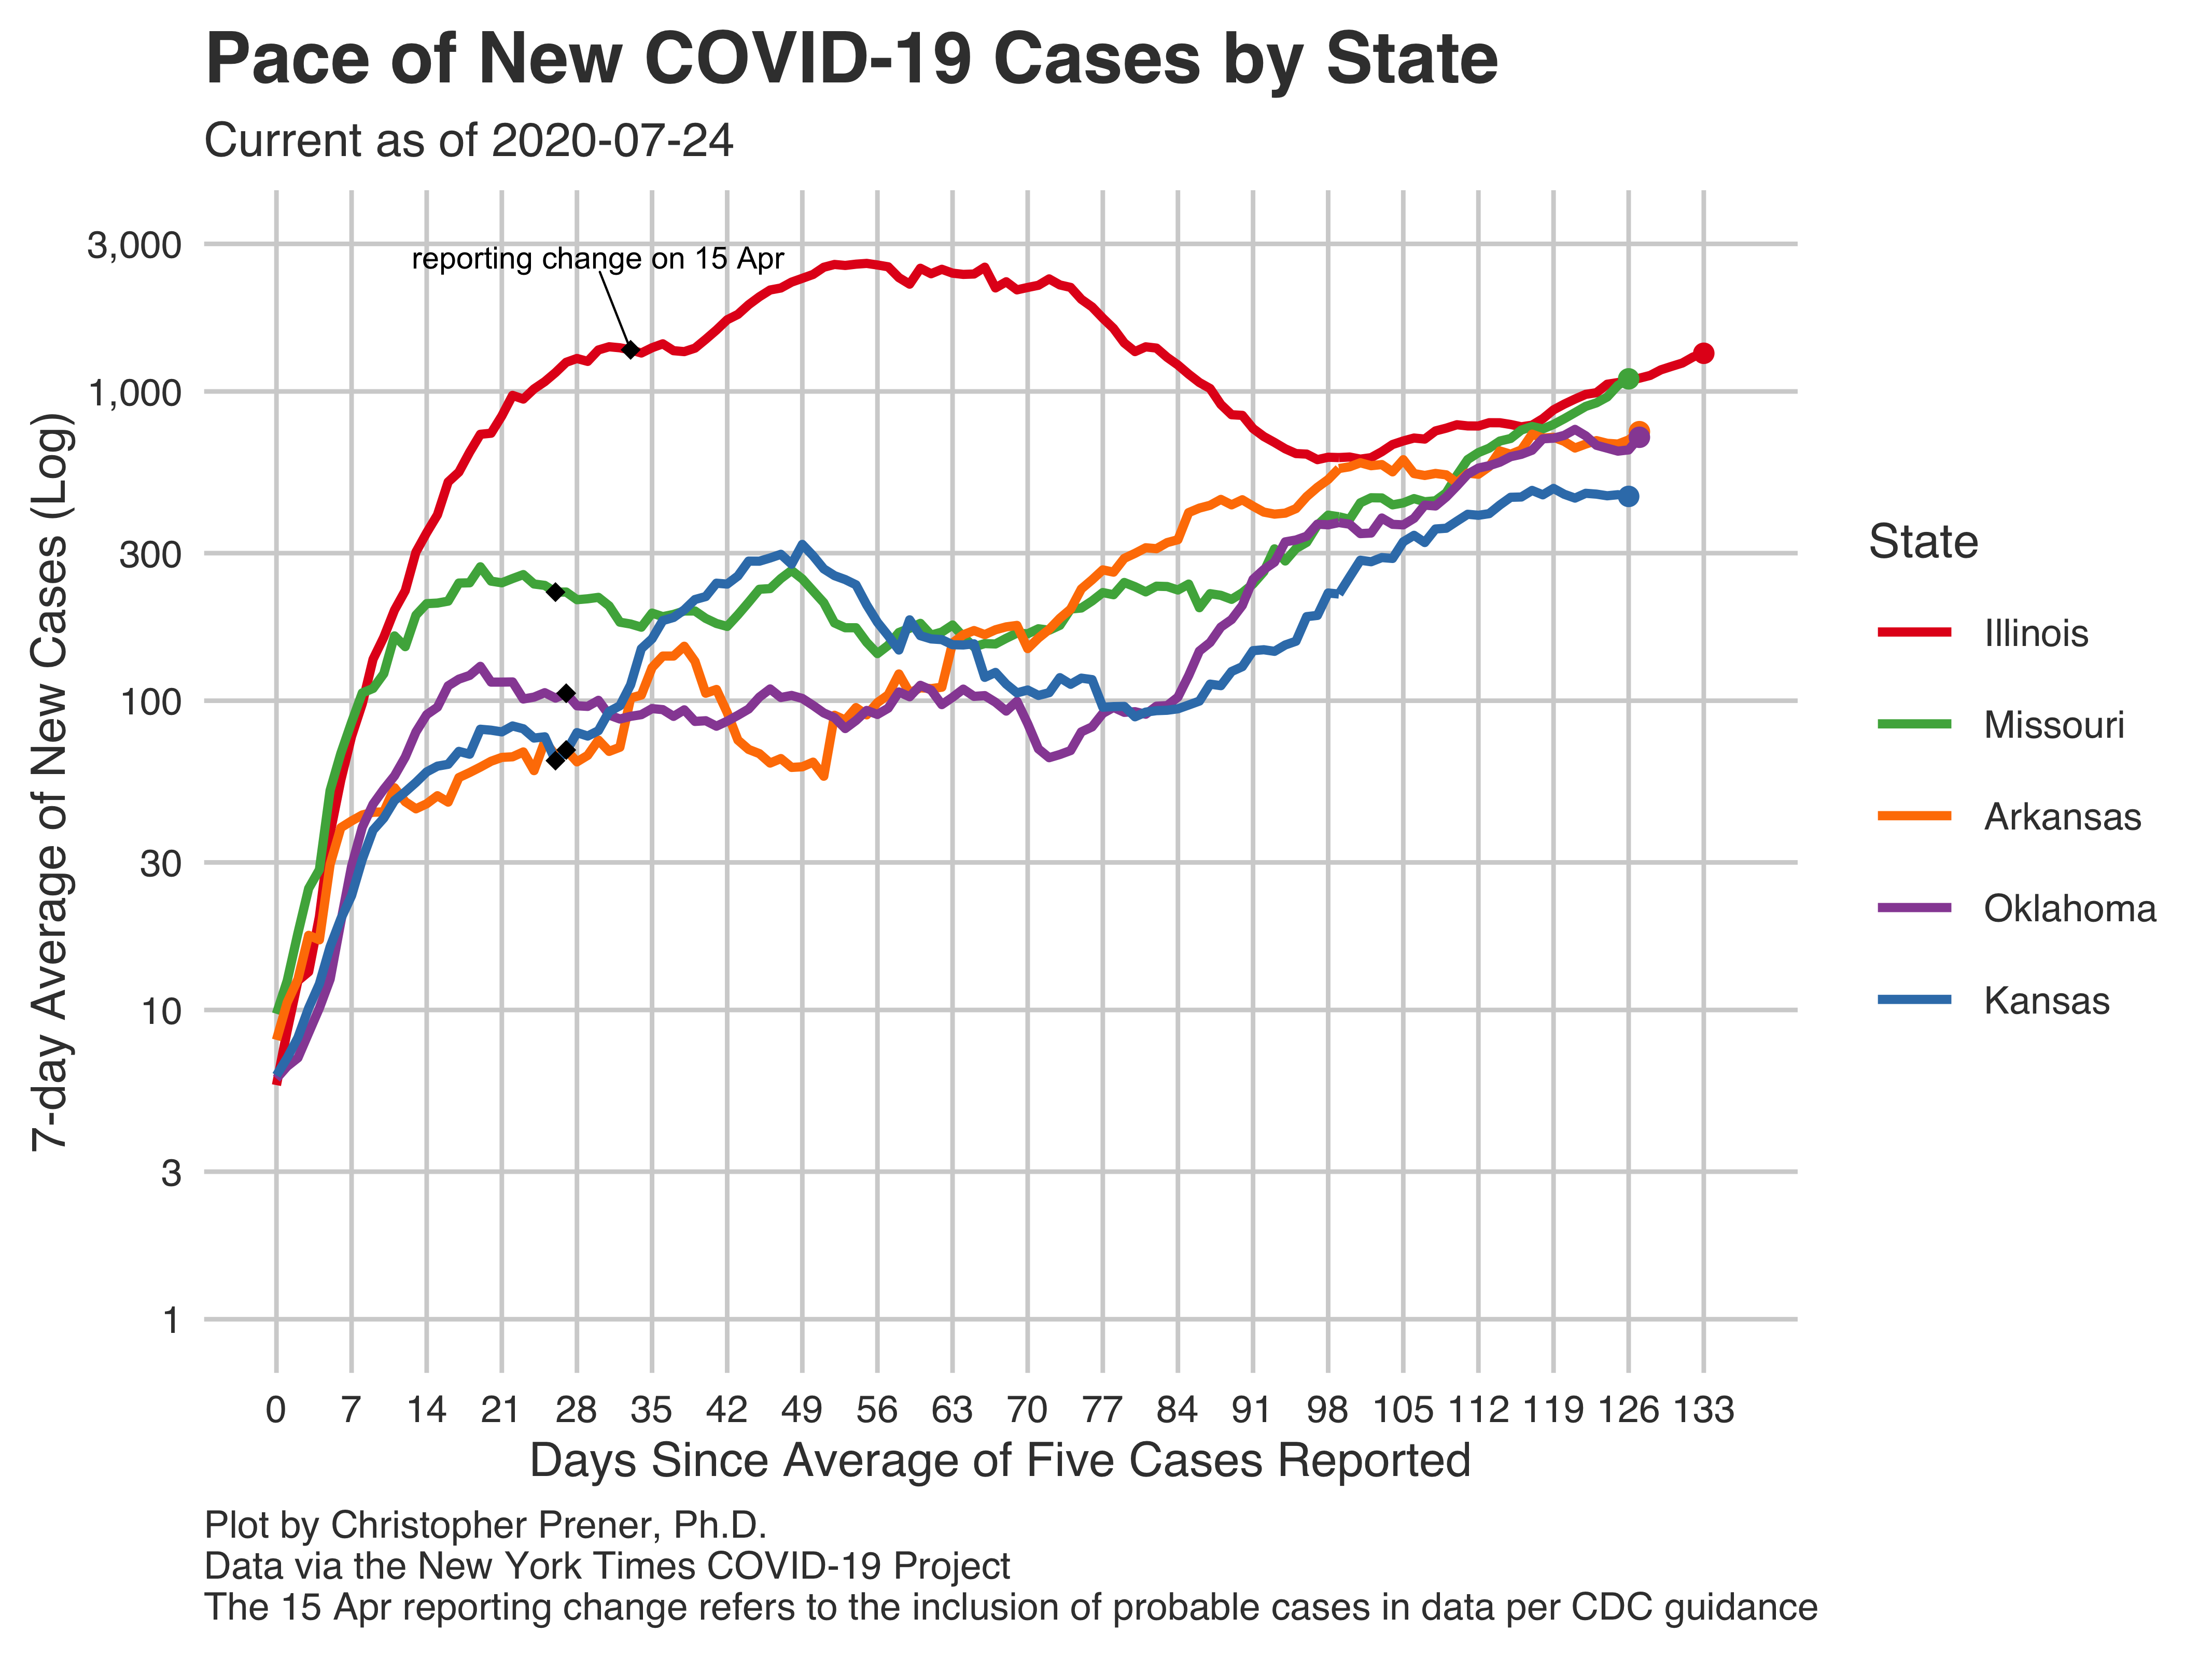 Pace of New COVID-19 Cases by State
Current as of 2020-07-24
7-day Average of New Cases (Log)
3,000
1,000
300
100
30
10
3
1
reporting change on 15 Apr
0 7 14 21 28 35 42 49 56 63 70 77 84 91 98 105 112 119 126 133
Days Since Average of Five Cases Reported
State
Illinois
Missouri
Arkansas
Oklahoma
Kansas
Plot by Christopher Prener, Ph.D.
Data via the New York Times COVID-19 Project
The 15 Apr reporting change refers to the inclusion of probable cases in data per CDC guidance